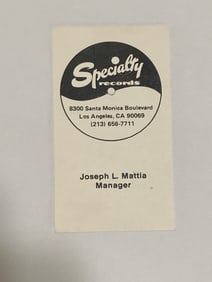 Specialty
records
8300 Santa Monica Boulevard
Los Angeles, CA 90069
(213) 656-7711
Joseph L. Mattia
Manager